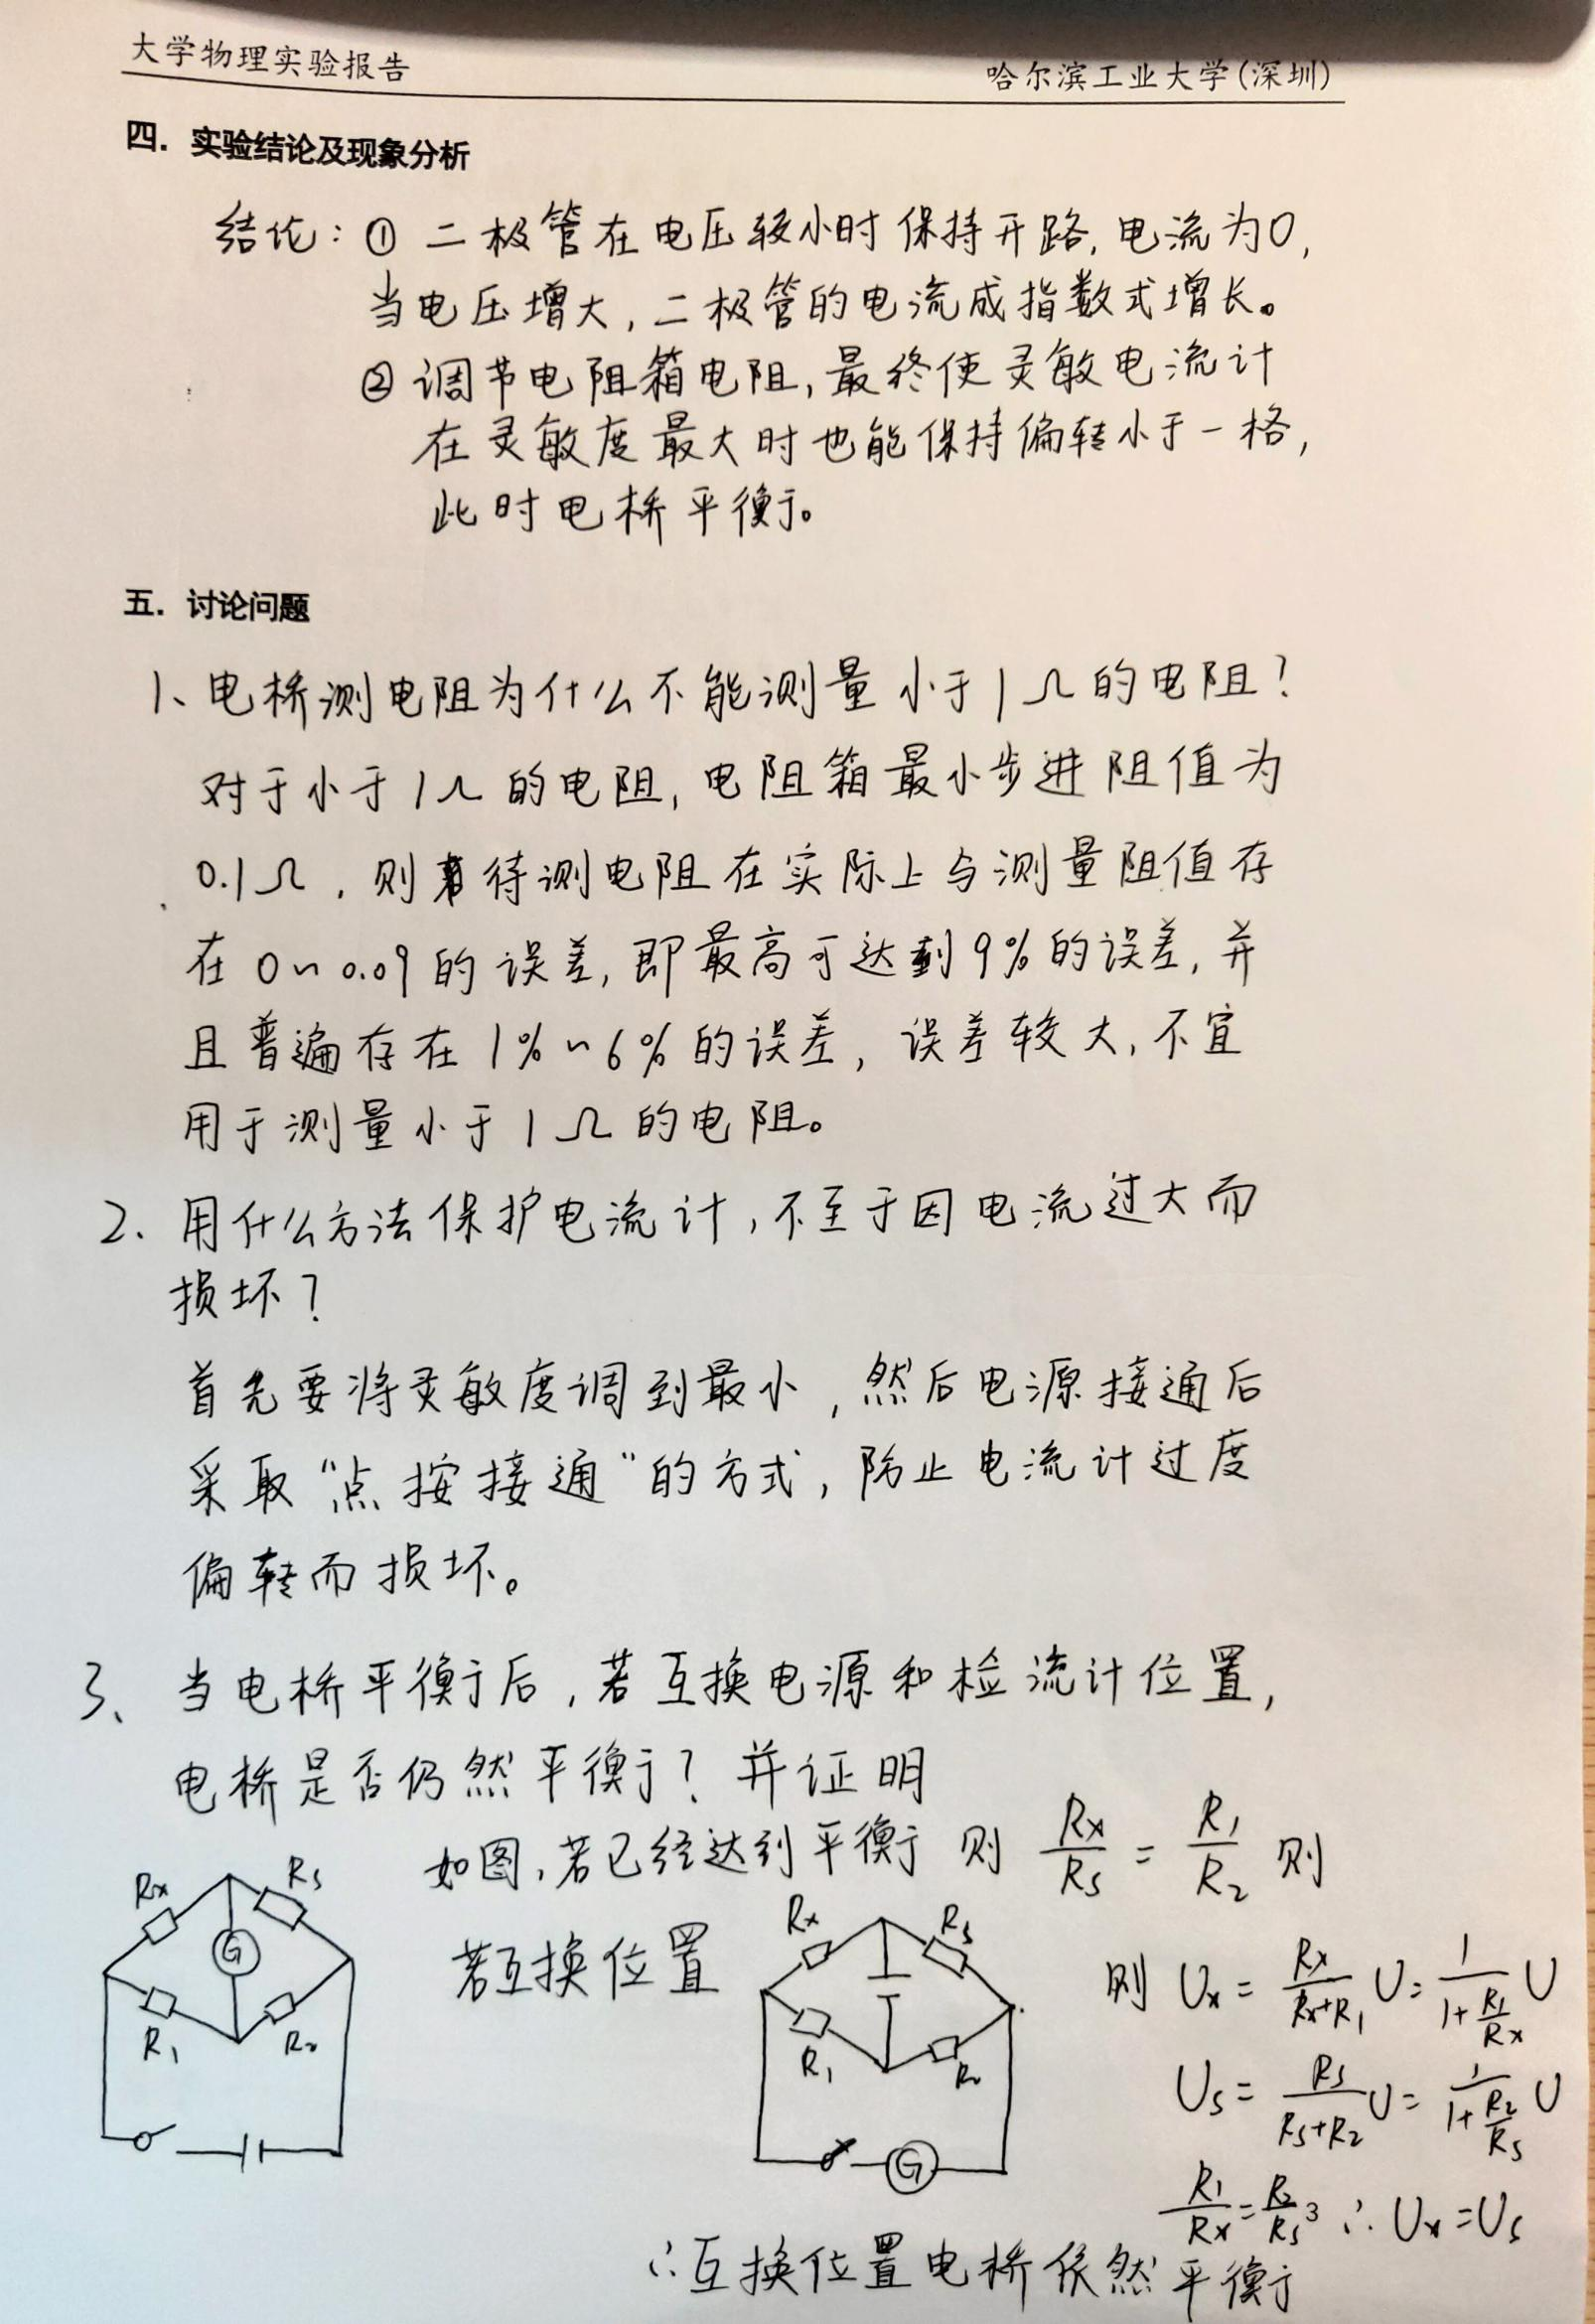 大学物理实验报告 哈尔滨工业大学(深圳)
四. 实验结论及现象分析
结论: ① 二极管在电压较小时保持开路, 电流为0,
当电压增大, 二极管的电流成指数式增长。
② 调节电阻箱电阻, 最终使灵敏电流计
在灵敏度最大时也能保持偏转小于一格,
此时电桥平衡。
五. 讨论问题
1、电桥测电阻为什么不能测量小于1Ω的电阻?
对于小于1Ω的电阻, 电阻箱最小步进阻值为
0.1Ω, 则待测电阻在实际上与测量阻值存
在0~0.09的误差, 即最高可达到9%的误差, 并
且普遍存在1%~6%的误差, 误差较大, 不宜
用于测量小于1Ω的电阻。
2、用什么方法保护电流计, 不至于因电流过大而
损坏?
首先要将灵敏度调到最小, 然后电源接通后
采取"点按接通"的方式, 防止电流计过度
偏转而损坏。
3、当电桥平衡后, 若互换电源和检流计位置,
电桥是否仍然平衡? 并证明
如图, 若已经达到平衡 则 Rx/Rs = R1/R2 则
Rx Rs G R1 R2
若互换位置
Rx Rs R1 R2 G
则 Ux = Rx/(Rx+R1) U = 1/(1+R1/Rx) U
Us = Rs/(Rs+R2) U = 1/(1+R2/Rs) U
R1/Rx = R2/Rs ∴ Ux = Us
3
∴互换位置电桥依然平衡